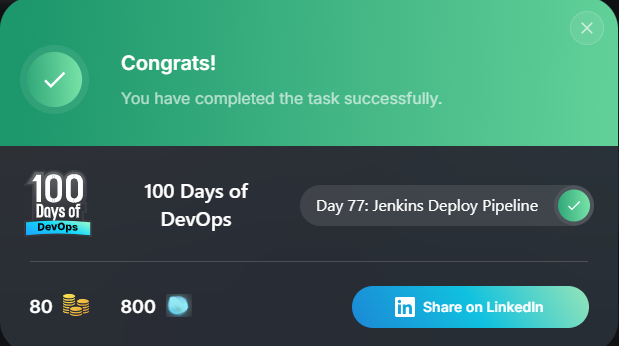 Congrats!
You have completed the task successfully.
100
Days of
DevOps
100 Days of
DevOps
Day 77: Jenkins Deploy Pipeline
80
800
in Share on LinkedIn